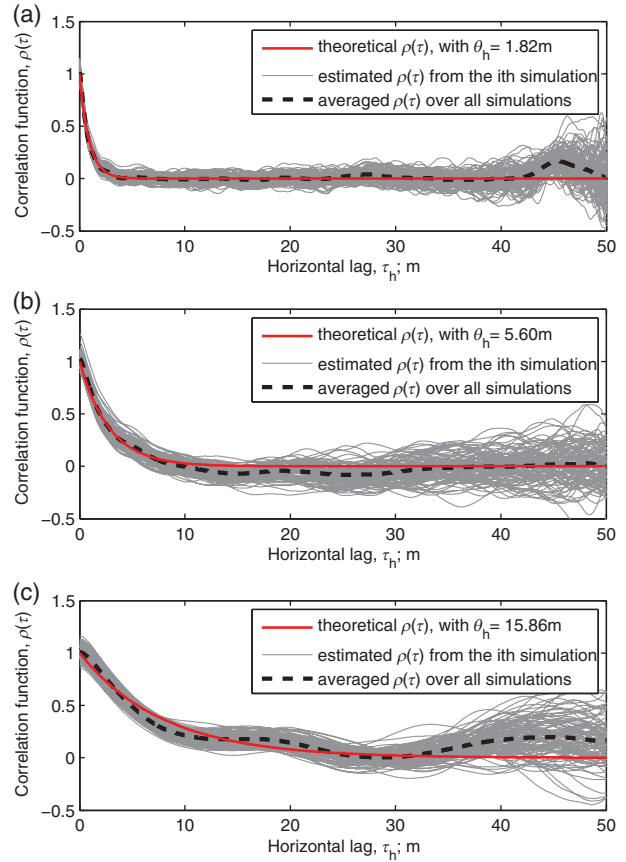 (a)
1.5
1
0.5
0
−0.5
Correlation function, ρ(τ)
theoretical ρ(τ), with θh= 1.82m
estimated ρ(τ) from the ith simulation
averaged ρ(τ) over all simulations
0 10 20 30 40 50
Horizontal lag, τh; m
(b)
1.5
1
0.5
0
−0.5
Correlation function, ρ(τ)
theoretical ρ(τ), with θh= 5.60m
estimated ρ(τ) from the ith simulation
averaged ρ(τ) over all simulations
0 10 20 30 40 50
Horizontal lag, τh; m
(c)
1.5
1
0.5
0
−0.5
Correlation function, ρ(τ)
theoretical ρ(τ), with θh= 15.86m
estimated ρ(τ) from the ith simulation
averaged ρ(τ) over all simulations
0 10 20 30 40 50
Horizontal lag, τh; m